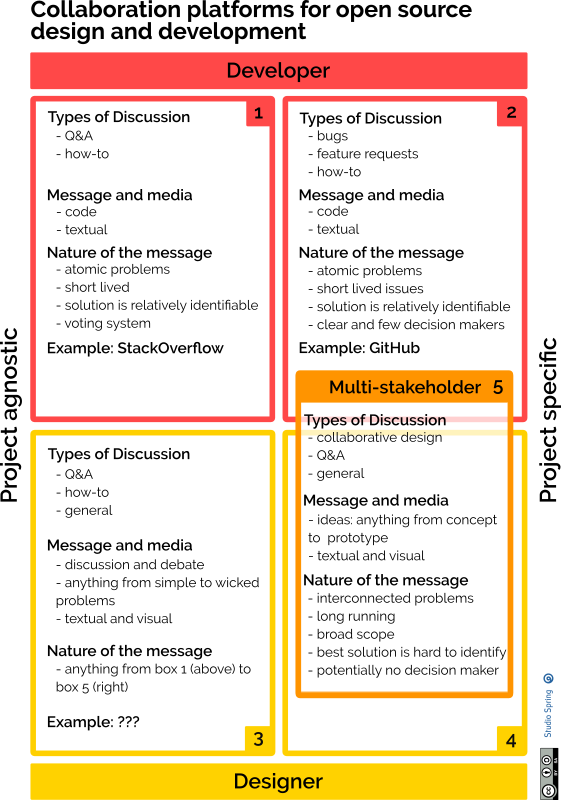 Collaboration platforms for open source
design and development
Developer
Project agnostic
Project specific
1
Types of Discussion
- Q&A
- how-to
Message and media
- code
- textual
Nature of the message
- atomic problems
- short lived
- solution is relatively identifiable
- voting system
Example: StackOverflow
2
Types of Discussion
- bugs
- feature requests
- how-to
Message and media
- code
- textual
Nature of the message
- atomic problems
- short lived issues
- solution is relatively identifiable
- clear and few decision makers
Example: GitHub
Types of Discussion
- Q&A
- how-to
- general
Message and media
- discussion and debate
- anything from simple to wicked
problems
- textual and visual
Nature of the message
- anything from box 1 (above) to
box 5 (right)
Example: ???
3
Multi-stakeholder 5
Types of Discussion
- collaborative design
- Q&A
- general
Message and media
- ideas: anything from concept
to prototype
- textual and visual
Nature of the message
- interconnected problems
- long running
- broad scope
- best solution is hard to identify
- potentially no decision maker
4
Designer
Studio Spring
cc
BY SA